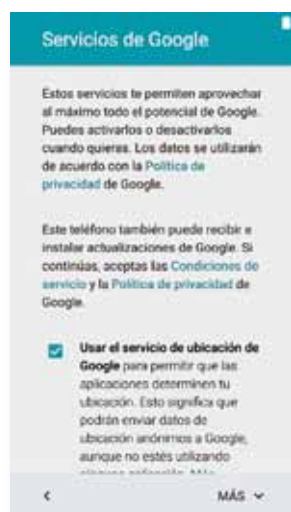 Servicios de Google
Estos servicios te permiten aprovechar
al máximo todo el potencial de Google.
Puedes activarlos o desactivarlos
cuando quieras. Los datos se utilizarán
de acuerdo con la Política de
privacidad de Google.
Este teléfono también puede recibir e
instalar actualizaciones de Google. Si
continúas, aceptas las Condiciones de
servicio y la Política de privacidad de
Google.
Usar el servicio de ubicación de
Google para permitir que las
aplicaciones determinen tu
ubicación. Esto significa que
podrán enviar datos de
ubicación anónimos a Google,
aunque no estés utilizando
MÁS